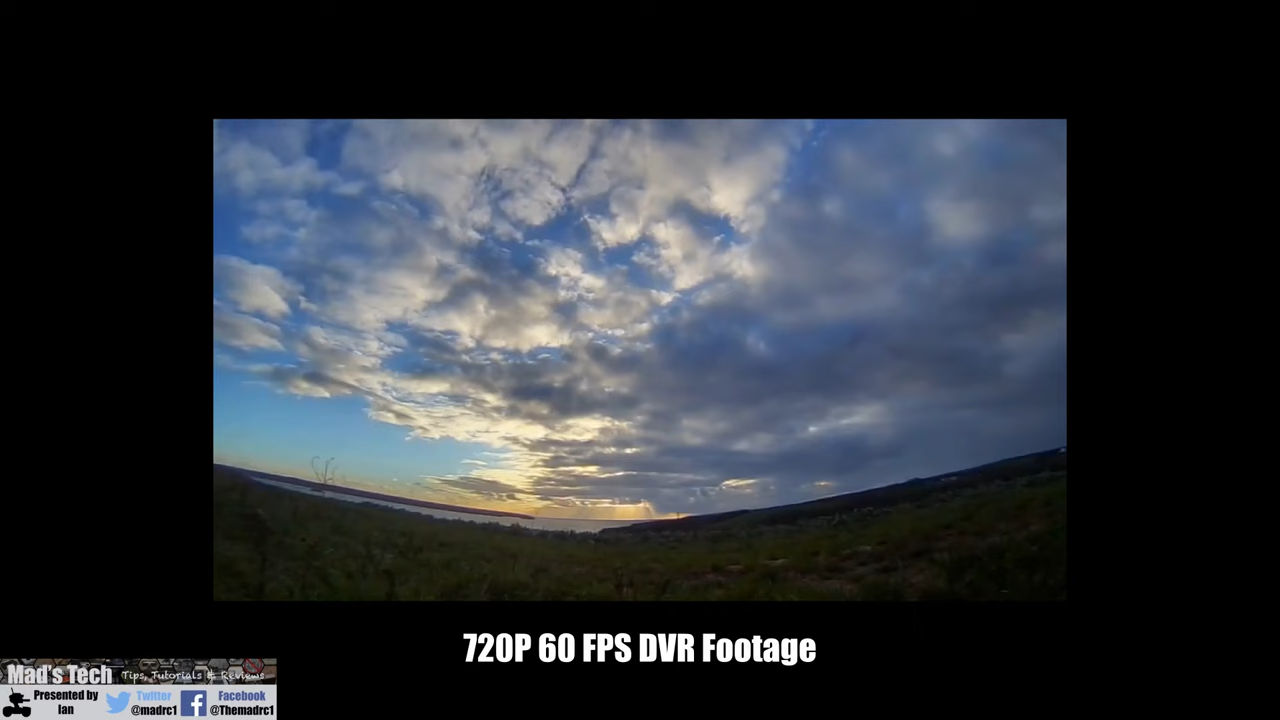 720P 60 FPS DVR Footage
Mad's Tech Tips, Tutorials & Reviews
Presented by Ian
Twitter @madrc1
Facebook @Themadrc1